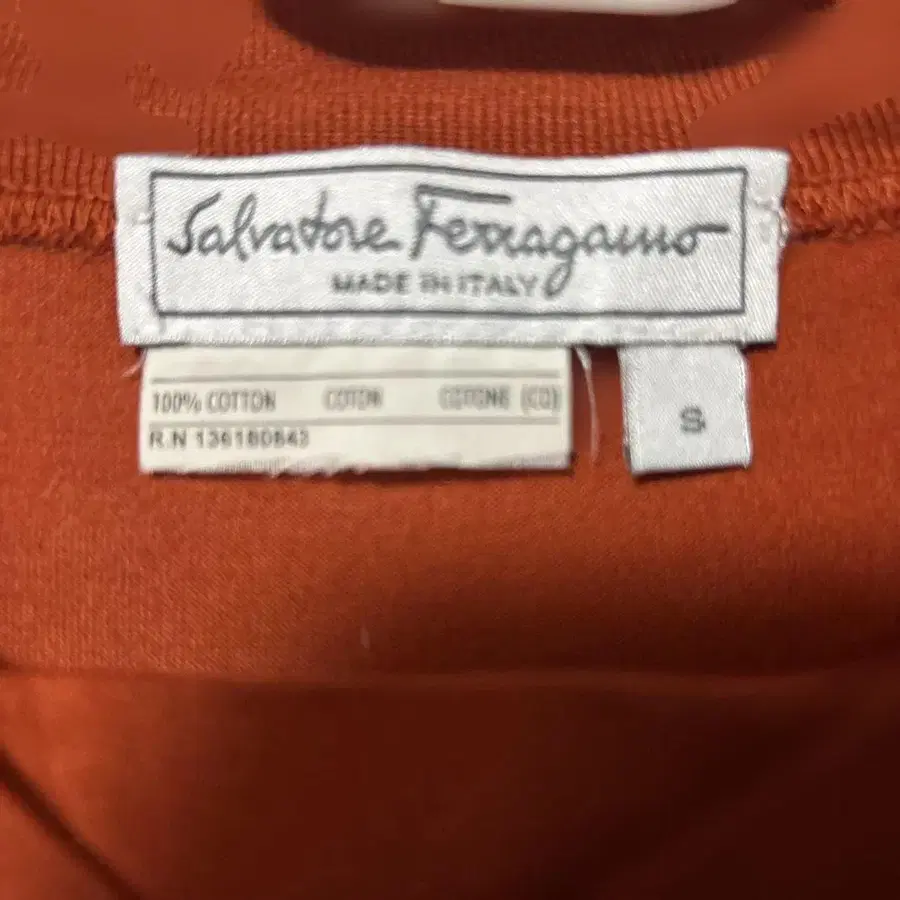 Salvatore Ferragamo
MADE IN ITALY
100% COTTON COTON COTONE (CO)
R.N 136180843
S